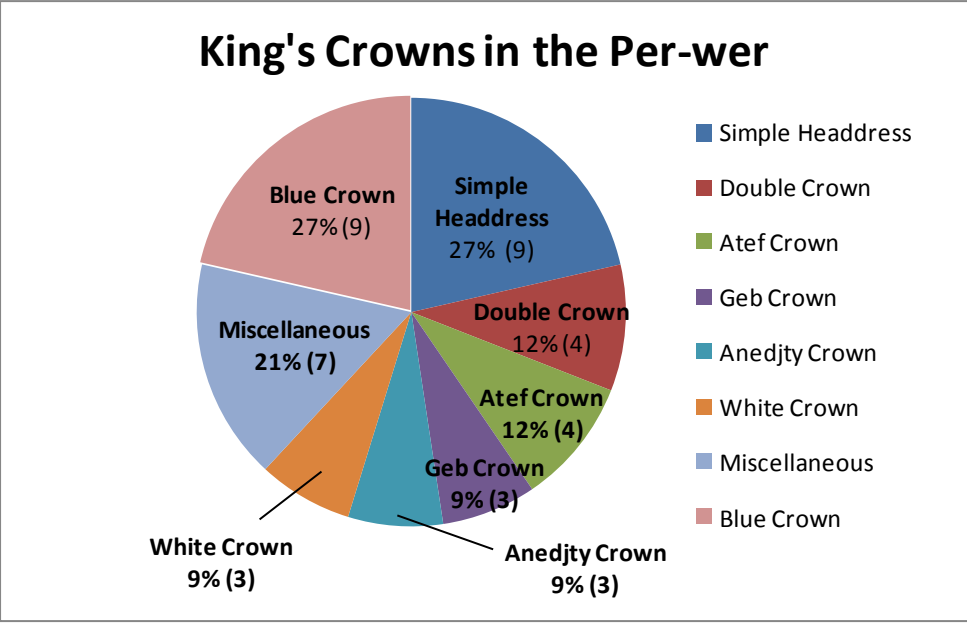 King's Crowns in the Per-wer
Blue Crown
27% (9)
Simple
Headdress
27% (9)
Double Crown
12% (4)
Miscellaneous
21% (7)
Atef Crown
12% (4)
Geb Crown
9% (3)
White Crown
9% (3)
Anedjty Crown
9% (3)
Simple Headdress
Double Crown
Atef Crown
Geb Crown
Anedjty Crown
White Crown
Miscellaneous
Blue Crown